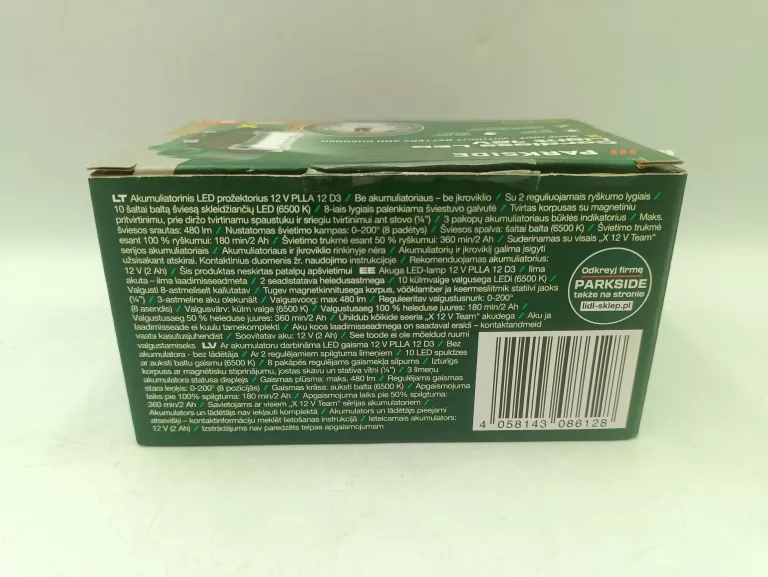 PARKSIDE
LT Akumuliatorinis LED prožektorius 12 V PLLA 12 D3 / Be akumuliatoriaus – be įkroviklio / Su 2 reguliuojamais ryškumo lygiais /
10 šaltai baltą šviesą skleidžiančių LED (6500 K) / 8-iais lygiais palenkiama šviestuvo galvutė / Tvirtas korpusas su magnetiniu
pritvirtinimu, prie diržo tvirtinamu spaustuku ir sriegiu tvirtinimui ant stovo (¼") / 3 pakopų akumuliatoriaus būklės indikatorius / Maks.
šviesos srautas: 480 lm / Nustatomas švietimo kampas: 0–200° (8 padėtys) / Šviesos spalva: šaltai balta (6500 K) / Švietimo trukmė
esant 100 % ryškumui: 180 min/2 Ah / Švietimo trukmė esant 50 % ryškumui: 360 min/2 Ah / Suderinamas su visais „X 12 V Team“
serijos akumuliatoriais / Akumuliatoriaus ir įkroviklio rinkinyje nėra / Akumuliatorių ir įkroviklį galima įsigyti
užsisakant atskirai. Kontaktinius duomenis žr. naudojimo instrukcijoje / Rekomenduojamas akumuliatorius:
12 V (2 Ah) / Šis produktas neskirtas patalpų apšvietimui EE Akuga LED-lamp 12 V PLLA 12 D3 / Ilma
akuta – ilma laadimisseadmeta / 2 seadistatava heledusastmega / 10 külmvalge valgusega LEDi (6500 K) /
Valgusti 8-astmeliselt kallutatav / Tugev magnetkinnitusega korpus, vööklamber ja keermesliitmik statiivi jaoks
(¼") / 3-astmeline aku olekunäit / Valgusvoog: max 480 lm / Reguleeritav valgustusnurk: 0-200°
(8 asendis) / Valgusvärv: külm valge (6500 K) / Valgustusaeg 100 % heleduse juures: 180 min/2 Ah /
Valgustusaeg 50 % heleduse juures: 360 min/2 Ah / Ühildub kõikide seeria „X 12 V Team“ akudega / Aku ja
laadimisseade ei kuulu tarnekomplekti / Aku koos laadimisseadmega on saadaval eraldi – kontaktandmeid
vaata kasutusjuhendist / Soovitatav aku: 12 V (2 Ah) / See toode ei ole mõeldud ruumi
valgustamiseks LV Ar akumulatoru darbināma LED gaisma 12 V PLLA 12 D3 / Bez
akumulatora - bez lādētāja / Ar 2 regulējamiem spilgtuma līmeņiem / 10 LED spuldzes
ar auksti baltu gaismu (6500 K) / 8 pakāpēs regulējams gaismekļa slīpums / Izturīgs
korpuss ar magnētisku stiprinājumu, jostas skavu un statīva vītni (¼") / 3 līmeņu
akumulatora statusa displejs / Gaismas plūsma: maks. 480 lm / Regulējams gaismas
stara leņķis: 0-200° (8 pozīcijās) / Gaismas krāsa: auksti balta (6500 K) / Apgaismojuma
laiks pie 100% spilgtuma: 180 min/2 Ah / Apgaismojuma laiks pie 50% spilgtuma:
360 min/2 Ah / Savietojams ar visiem „X 12 V Team“ sērijas akumulatoriem /
Akumulators un lādētājs nav iekļauti komplektā / Akumulators un lādētājs pieejami
atsevišķi – kontaktinformāciju meklēt lietošanas instrukcijā / Ieteicamais akumulators:
12 V (2 Ah) / Izstrādājums nav paredzēts telpas apgaismojumam
Odkryj firmę
PARKSIDE
także na stronie
lidl-sklep.pl
4 058143 086128